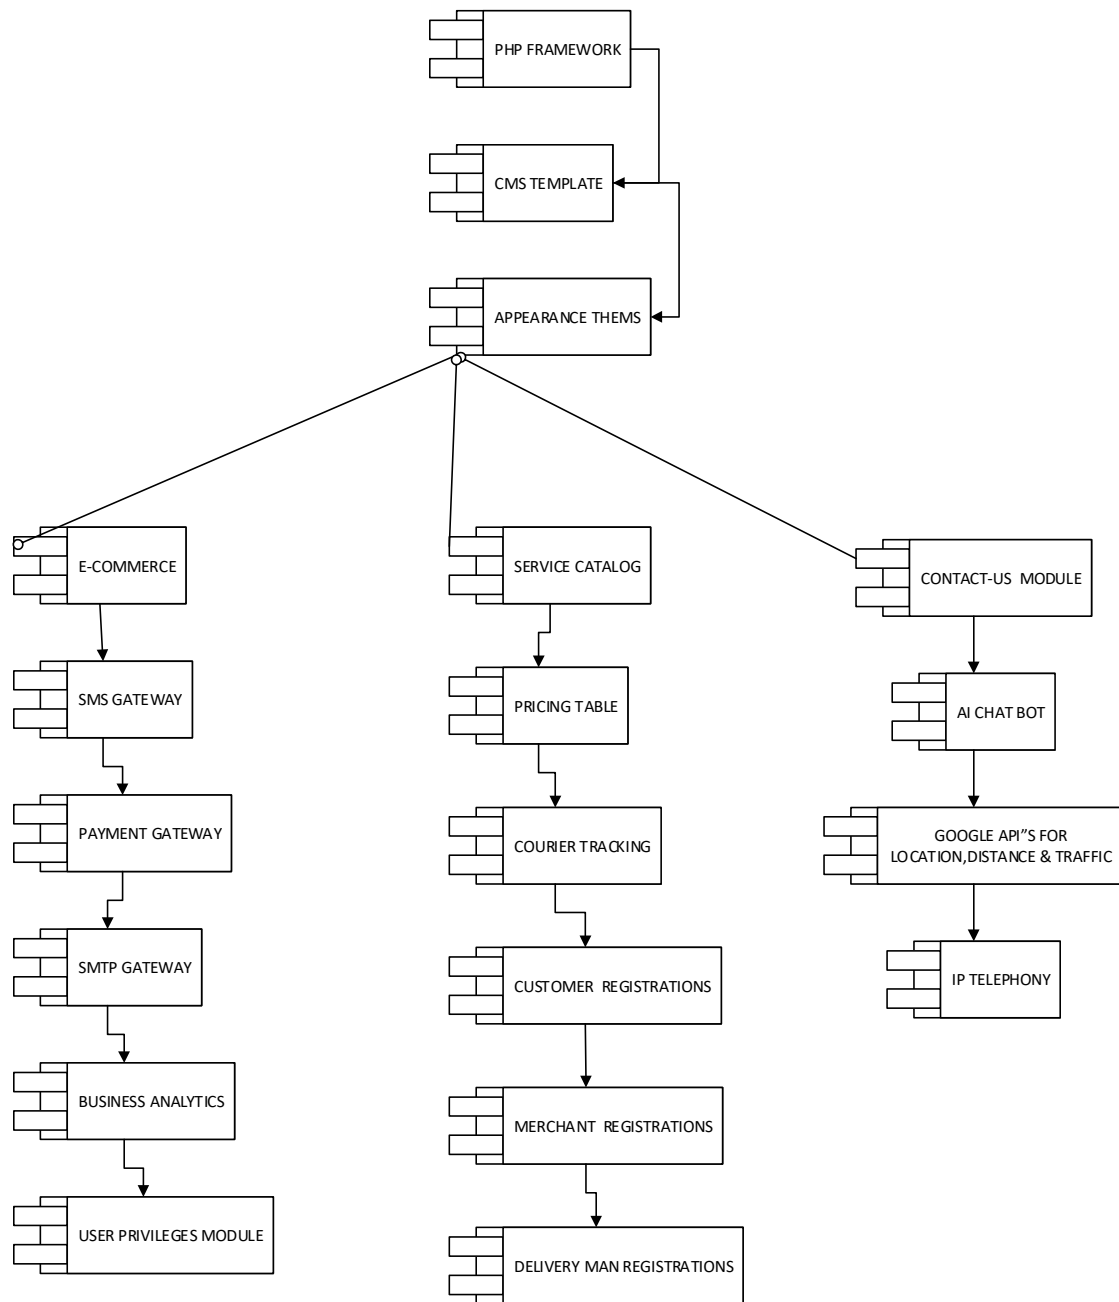 PHP FRAMEWORK
CMS TEMPLATE
APPEARANCE THEMS
E-COMMERCE
SMS GATEWAY
PAYMENT GATEWAY
SMTP GATEWAY
BUSINESS ANALYTICS
USER PRIVILEGES MODULE
SERVICE CATALOG
PRICING TABLE
COURIER TRACKING
CUSTOMER REGISTRATIONS
MERCHANT REGISTRATIONS
DELIVERY MAN REGISTRATIONS
CONTACT-US MODULE
AI CHAT BOT
GOOGLE API"S FOR
LOCATION,DISTANCE & TRAFFIC
IP TELEPHONY